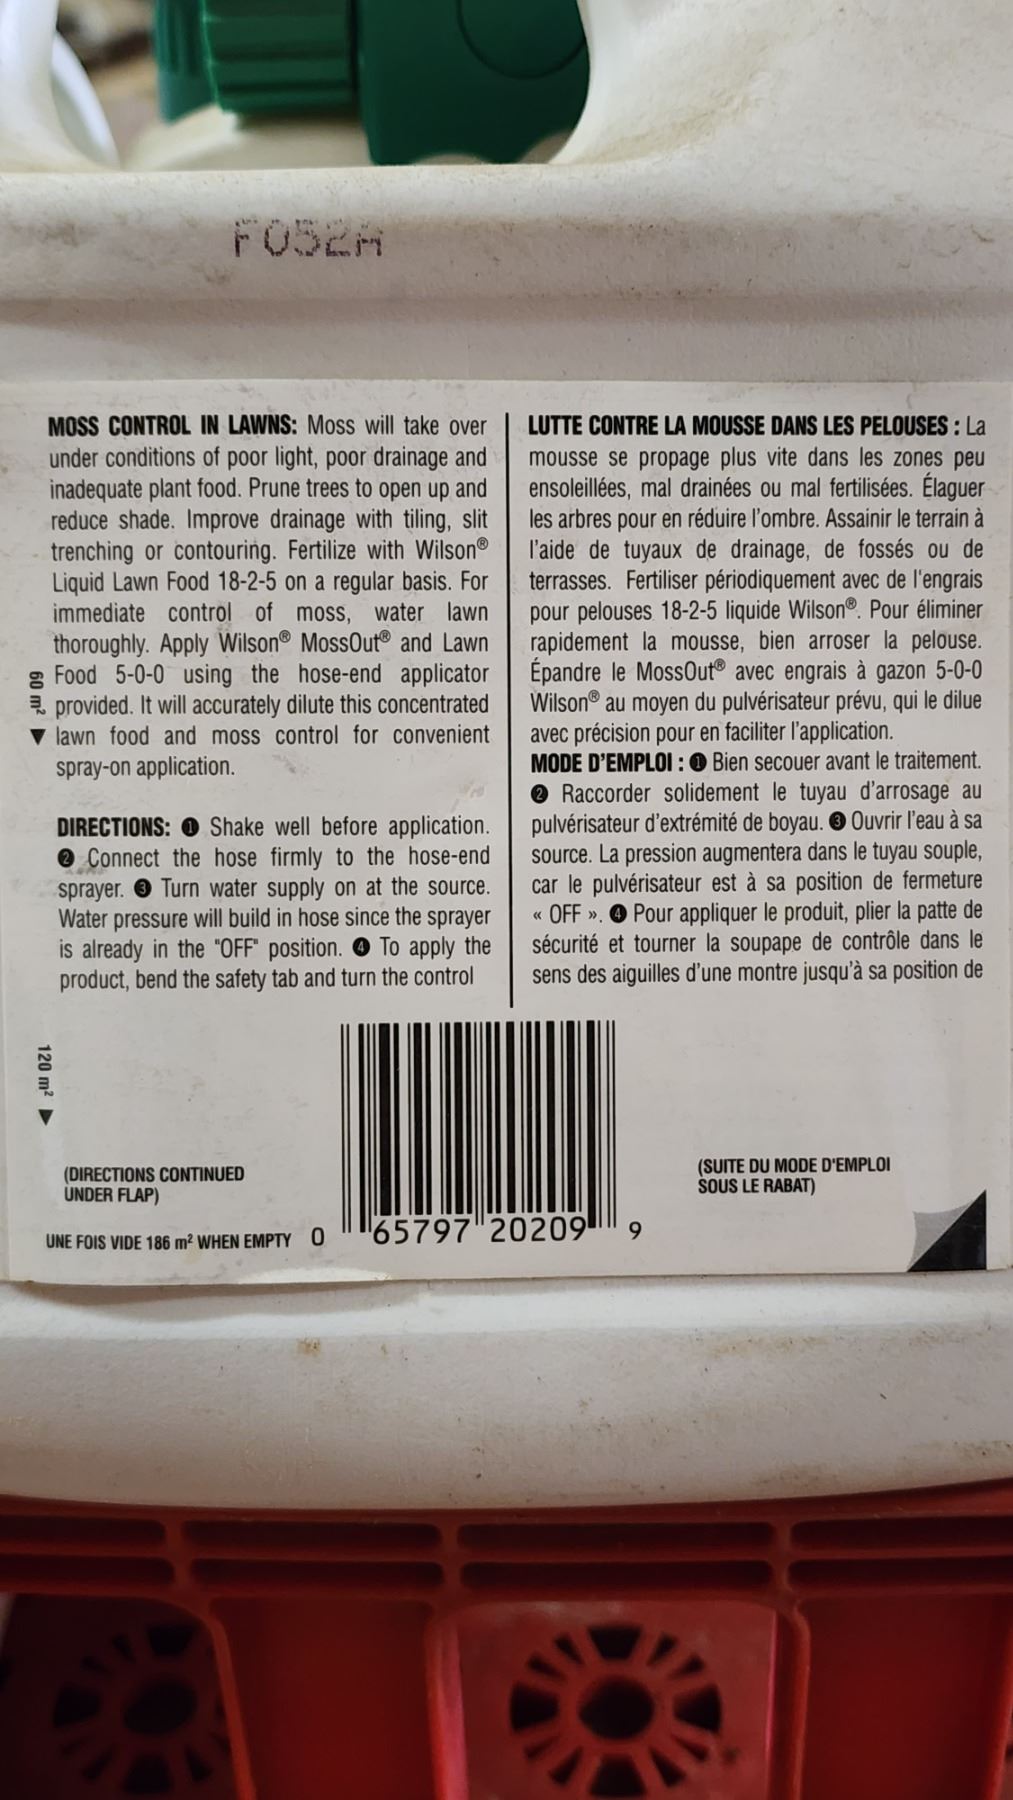 F052A
MOSS CONTROL IN LAWNS: Moss will take over
under conditions of poor light, poor drainage and
inadequate plant food. Prune trees to open up and
reduce shade. Improve drainage with tiling, slit
trenching or contouring. Fertilize with Wilson®
Liquid Lawn Food 18-2-5 on a regular basis. For
immediate control of moss, water lawn
thoroughly. Apply Wilson® MossOut® and Lawn
Food 5-0-0 using the hose-end applicator
provided. It will accurately dilute this concentrated
lawn food and moss control for convenient
spray-on application.
60 m² ▼
DIRECTIONS: ❶ Shake well before application.
❷ Connect the hose firmly to the hose-end
sprayer. ❸ Turn water supply on at the source.
Water pressure will build in hose since the sprayer
is already in the "OFF" position. ❹ To apply the
product, bend the safety tab and turn the control
120 m² ▼
(DIRECTIONS CONTINUED
UNDER FLAP)
UNE FOIS VIDE 186 m² WHEN EMPTY
LUTTE CONTRE LA MOUSSE DANS LES PELOUSES : La
mousse se propage plus vite dans les zones peu
ensoleillées, mal drainées ou mal fertilisées. Élaguer
les arbres pour en réduire l'ombre. Assainir le terrain à
l'aide de tuyaux de drainage, de fossés ou de
terrasses. Fertiliser périodiquement avec de l'engrais
pour pelouses 18-2-5 liquide Wilson®. Pour éliminer
rapidement la mousse, bien arroser la pelouse.
Épandre le MossOut® avec engrais à gazon 5-0-0
Wilson® au moyen du pulvérisateur prévu, qui le dilue
avec précision pour en faciliter l'application.
MODE D'EMPLOI : ❶ Bien secouer avant le traitement.
❷ Raccorder solidement le tuyau d'arrosage au
pulvérisateur d'extrémité de boyau. ❸ Ouvrir l'eau à sa
source. La pression augmentera dans le tuyau souple,
car le pulvérisateur est à sa position de fermeture
« OFF ». ❹ Pour appliquer le produit, plier la patte de
sécurité et tourner la soupape de contrôle dans le
sens des aiguilles d'une montre jusqu'à sa position de
(SUITE DU MODE D'EMPLOI
SOUS LE RABAT)
0 65797 20209 9